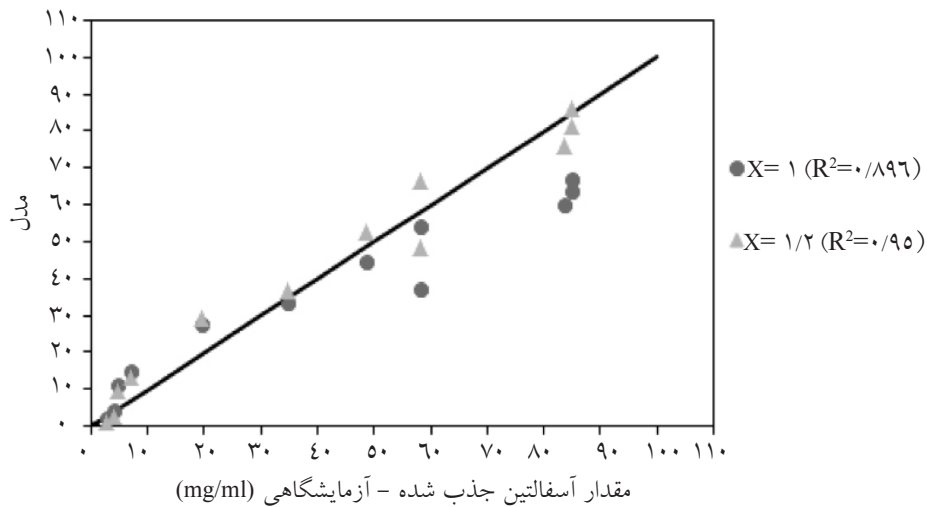 ۱۱۰
۱۰۰
۹۰
۸۰
۷۰
۶۰
۵۰
۴۰
۳۰
۲۰
۱۰
۰
مدل
۰ ۱۰ ۲۰ ۳۰ ۴۰ ۵۰ ۶۰ ۷۰ ۸۰ ۹۰ ۱۰۰ ۱۱۰
مقدار آسفالتین جذب شده - آزمایشگاهی (mg/ml)
X= ۱ (R²=۰/۸۹۶)
X= ۱/۲ (R²=۰/۹۵)